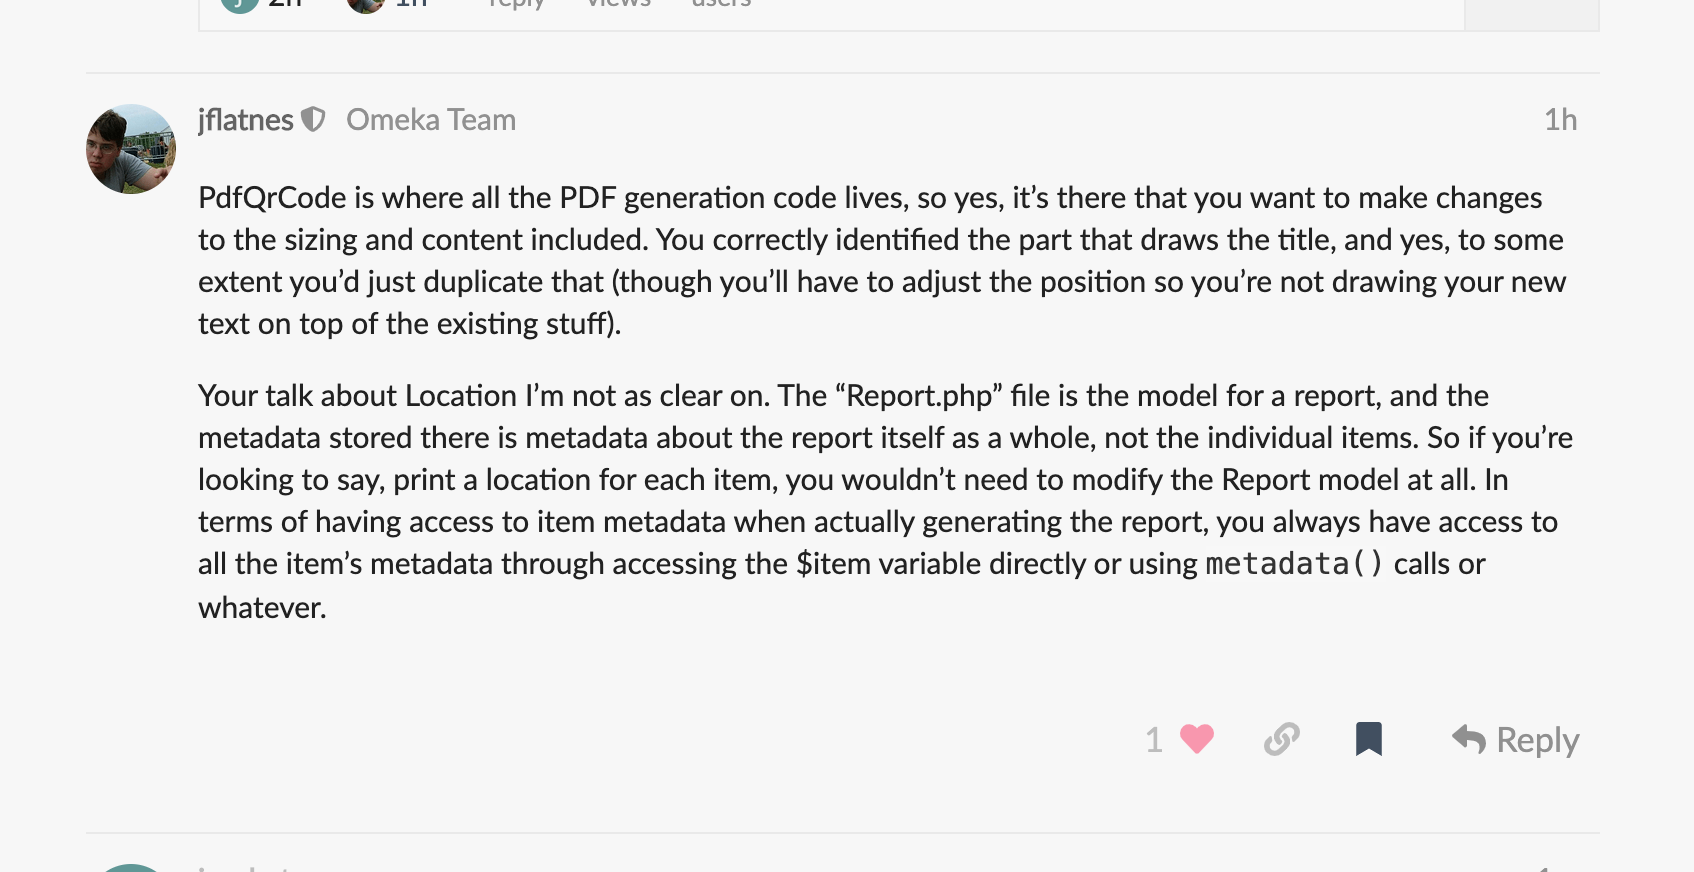 2h 1h reply views users
jflatnes Omeka Team 1h
PdfQrCode is where all the PDF generation code lives, so yes, it’s there that you want to make changes
to the sizing and content included. You correctly identified the part that draws the title, and yes, to some
extent you’d just duplicate that (though you’ll have to adjust the position so you’re not drawing your new
text on top of the existing stuff).
Your talk about Location I’m not as clear on. The “Report.php” file is the model for a report, and the
metadata stored there is metadata about the report itself as a whole, not the individual items. So if you’re
looking to say, print a location for each item, you wouldn’t need to modify the Report model at all. In
terms of having access to item metadata when actually generating the report, you always have access to
all the item’s metadata through accessing the $item variable directly or using metadata() calls or
whatever.
1 Reply